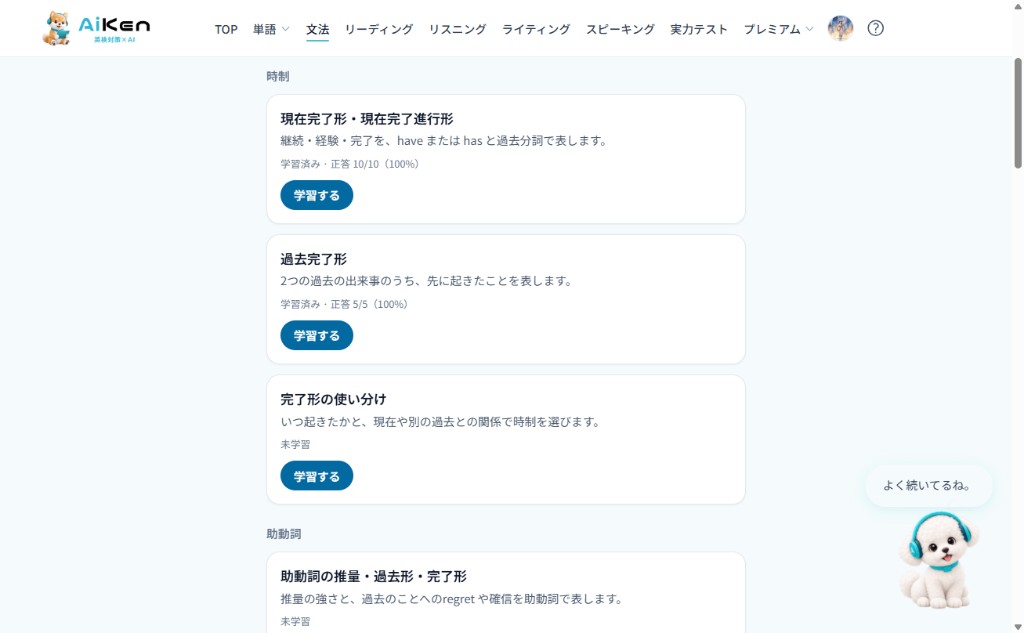 AiKen
英検対策×AI
TOP 単語 文法 リーディング リスニング ライティング スピーキング 実力テスト プレミアム ?
時制
現在完了形・現在完了進行形
継続・経験・完了を、have または has と過去分詞で表します。
学習済み・正答 10/10（100%）
学習する
過去完了形
2つの過去の出来事のうち、先に起きたことを表します。
学習済み・正答 5/5（100%）
学習する
完了形の使い分け
いつ起きたかと、現在や別の過去との関係で時制を選びます。
未学習
学習する
よく続いてるね。
助動詞
助動詞の推量・過去形・完了形
推量の強さと、過去のことへのregret や確信を助動詞で表します。
未学習